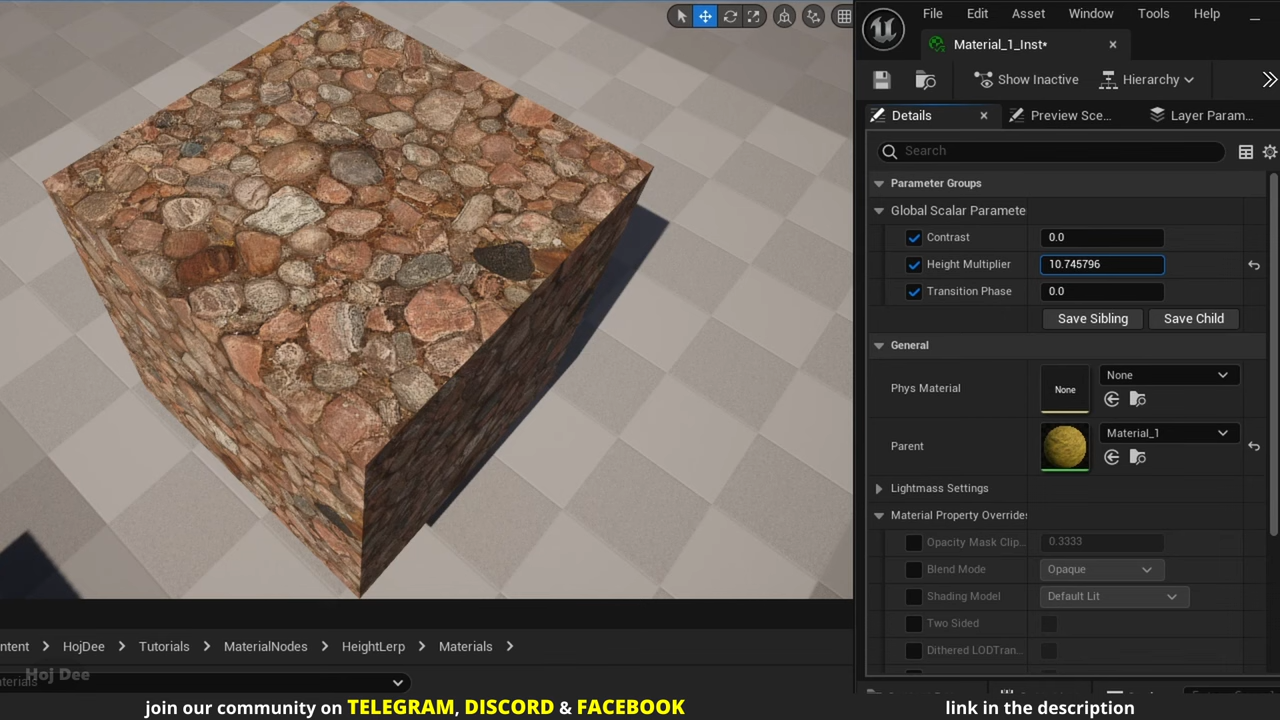 File Edit Asset Window Tools Help
Material_1_Inst*
Show Inactive Hierarchy
Details Preview Sce... Layer Param...
Search
Parameter Groups
Global Scalar Paramete
Contrast 0.0
Height Multiplier 10.745796
Transition Phase 0.0
Save Sibling Save Child
General
Phys Material None None
Parent Material_1
Lightmass Settings
Material Property Overrides
Opacity Mask Clip... 0.3333
Blend Mode Opaque
Shading Model Default Lit
Two Sided
Dithered LODTran...
ntent HojDee Tutorials MaterialNodes HeightLerp Materials
Hoj Dee
join our community on TELEGRAM, DISCORD & FACEBOOK
link in the description